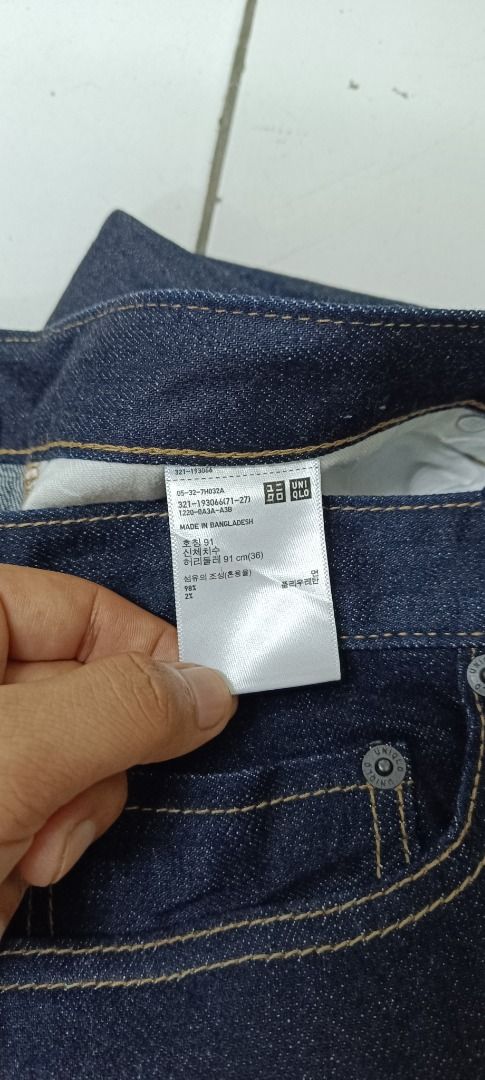 321-193066
05-32-7H032A
321-193066(71-27)
1220-0A3A-A3B
MADE IN BANGLADESH
UNI
QLO
호칭 91
신체치수
허리둘레 91 cm(36)
섬유의 조성(혼용율)
98% 면
2% 폴리우레탄
UNIQLO UNIQLO